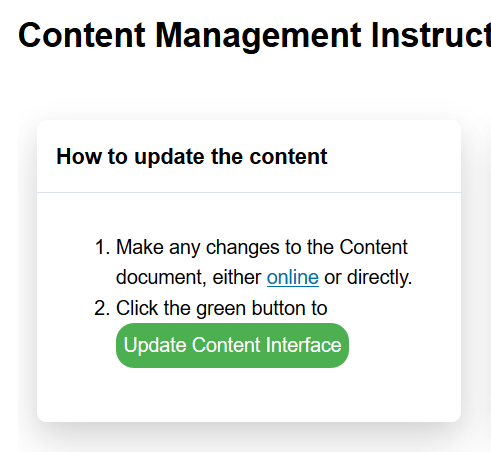 Content Management Instruct
How to update the content
1. Make any changes to the Content
document, either online or directly.
2. Click the green button to
Update Content Interface